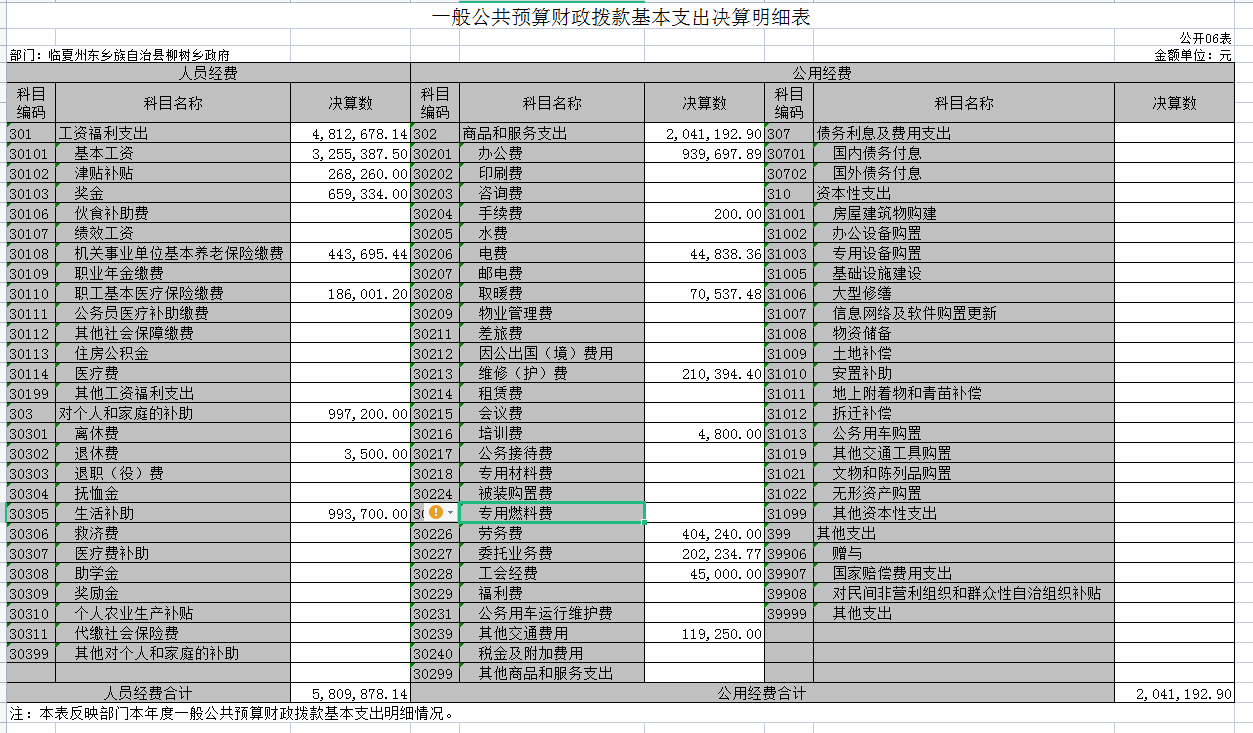 一般公共预算财政拨款基本支出决算明细表
公开06表
部门：临夏州东乡族自治县柳树乡政府 金额单位：元
人员经费 公用经费
科目编码 科目名称 决算数 科目编码 科目名称 决算数 科目编码 科目名称 决算数
301 工资福利支出 4,812,678.14 302 商品和服务支出 2,041,192.90 307 债务利息及费用支出
30101 基本工资 3,255,387.50 30201 办公费 939,697.89 30701 国内债务付息
30102 津贴补贴 268,260.00 30202 印刷费 30702 国外债务付息
30103 奖金 659,334.00 30203 咨询费 310 资本性支出
30106 伙食补助费 30204 手续费 200.00 31001 房屋建筑物购建
30107 绩效工资 30205 水费 31002 办公设备购置
30108 机关事业单位基本养老保险缴费 443,695.44 30206 电费 44,838.36 31003 专用设备购置
30109 职业年金缴费 30207 邮电费 31005 基础设施建设
30110 职工基本医疗保险缴费 186,001.20 30208 取暖费 70,537.48 31006 大型修缮
30111 公务员医疗补助缴费 30209 物业管理费 31007 信息网络及软件购置更新
30112 其他社会保障缴费 30211 差旅费 31008 物资储备
30113 住房公积金 30212 因公出国（境）费用 31009 土地补偿
30114 医疗费 30213 维修（护）费 210,394.40 31010 安置补助
30199 其他工资福利支出 30214 租赁费 31011 地上附着物和青苗补偿
303 对个人和家庭的补助 997,200.00 30215 会议费 31012 拆迁补偿
30301 离休费 30216 培训费 4,800.00 31013 公务用车购置
30302 退休费 3,500.00 30217 公务接待费 31019 其他交通工具购置
30303 退职（役）费 30218 专用材料费 31021 文物和陈列品购置
30304 抚恤金 30224 被装购置费 31022 无形资产购置
30305 生活补助 993,700.00 30 专用燃料费 31099 其他资本性支出
30306 救济费 30226 劳务费 404,240.00 399 其他支出
30307 医疗费补助 30227 委托业务费 202,234.77 39906 赠与
30308 助学金 30228 工会经费 45,000.00 39907 国家赔偿费用支出
30309 奖励金 30229 福利费 39908 对民间非营利组织和群众性自治组织补贴
30310 个人农业生产补贴 30231 公务用车运行维护费 39999 其他支出
30311 代缴社会保险费 30239 其他交通费用 119,250.00
30399 其他对个人和家庭的补助 30240 税金及附加费用
30299 其他商品和服务支出
人员经费合计 5,809,878.14 公用经费合计 2,041,192.90
注：本表反映部门本年度一般公共预算财政拨款基本支出明细情况。